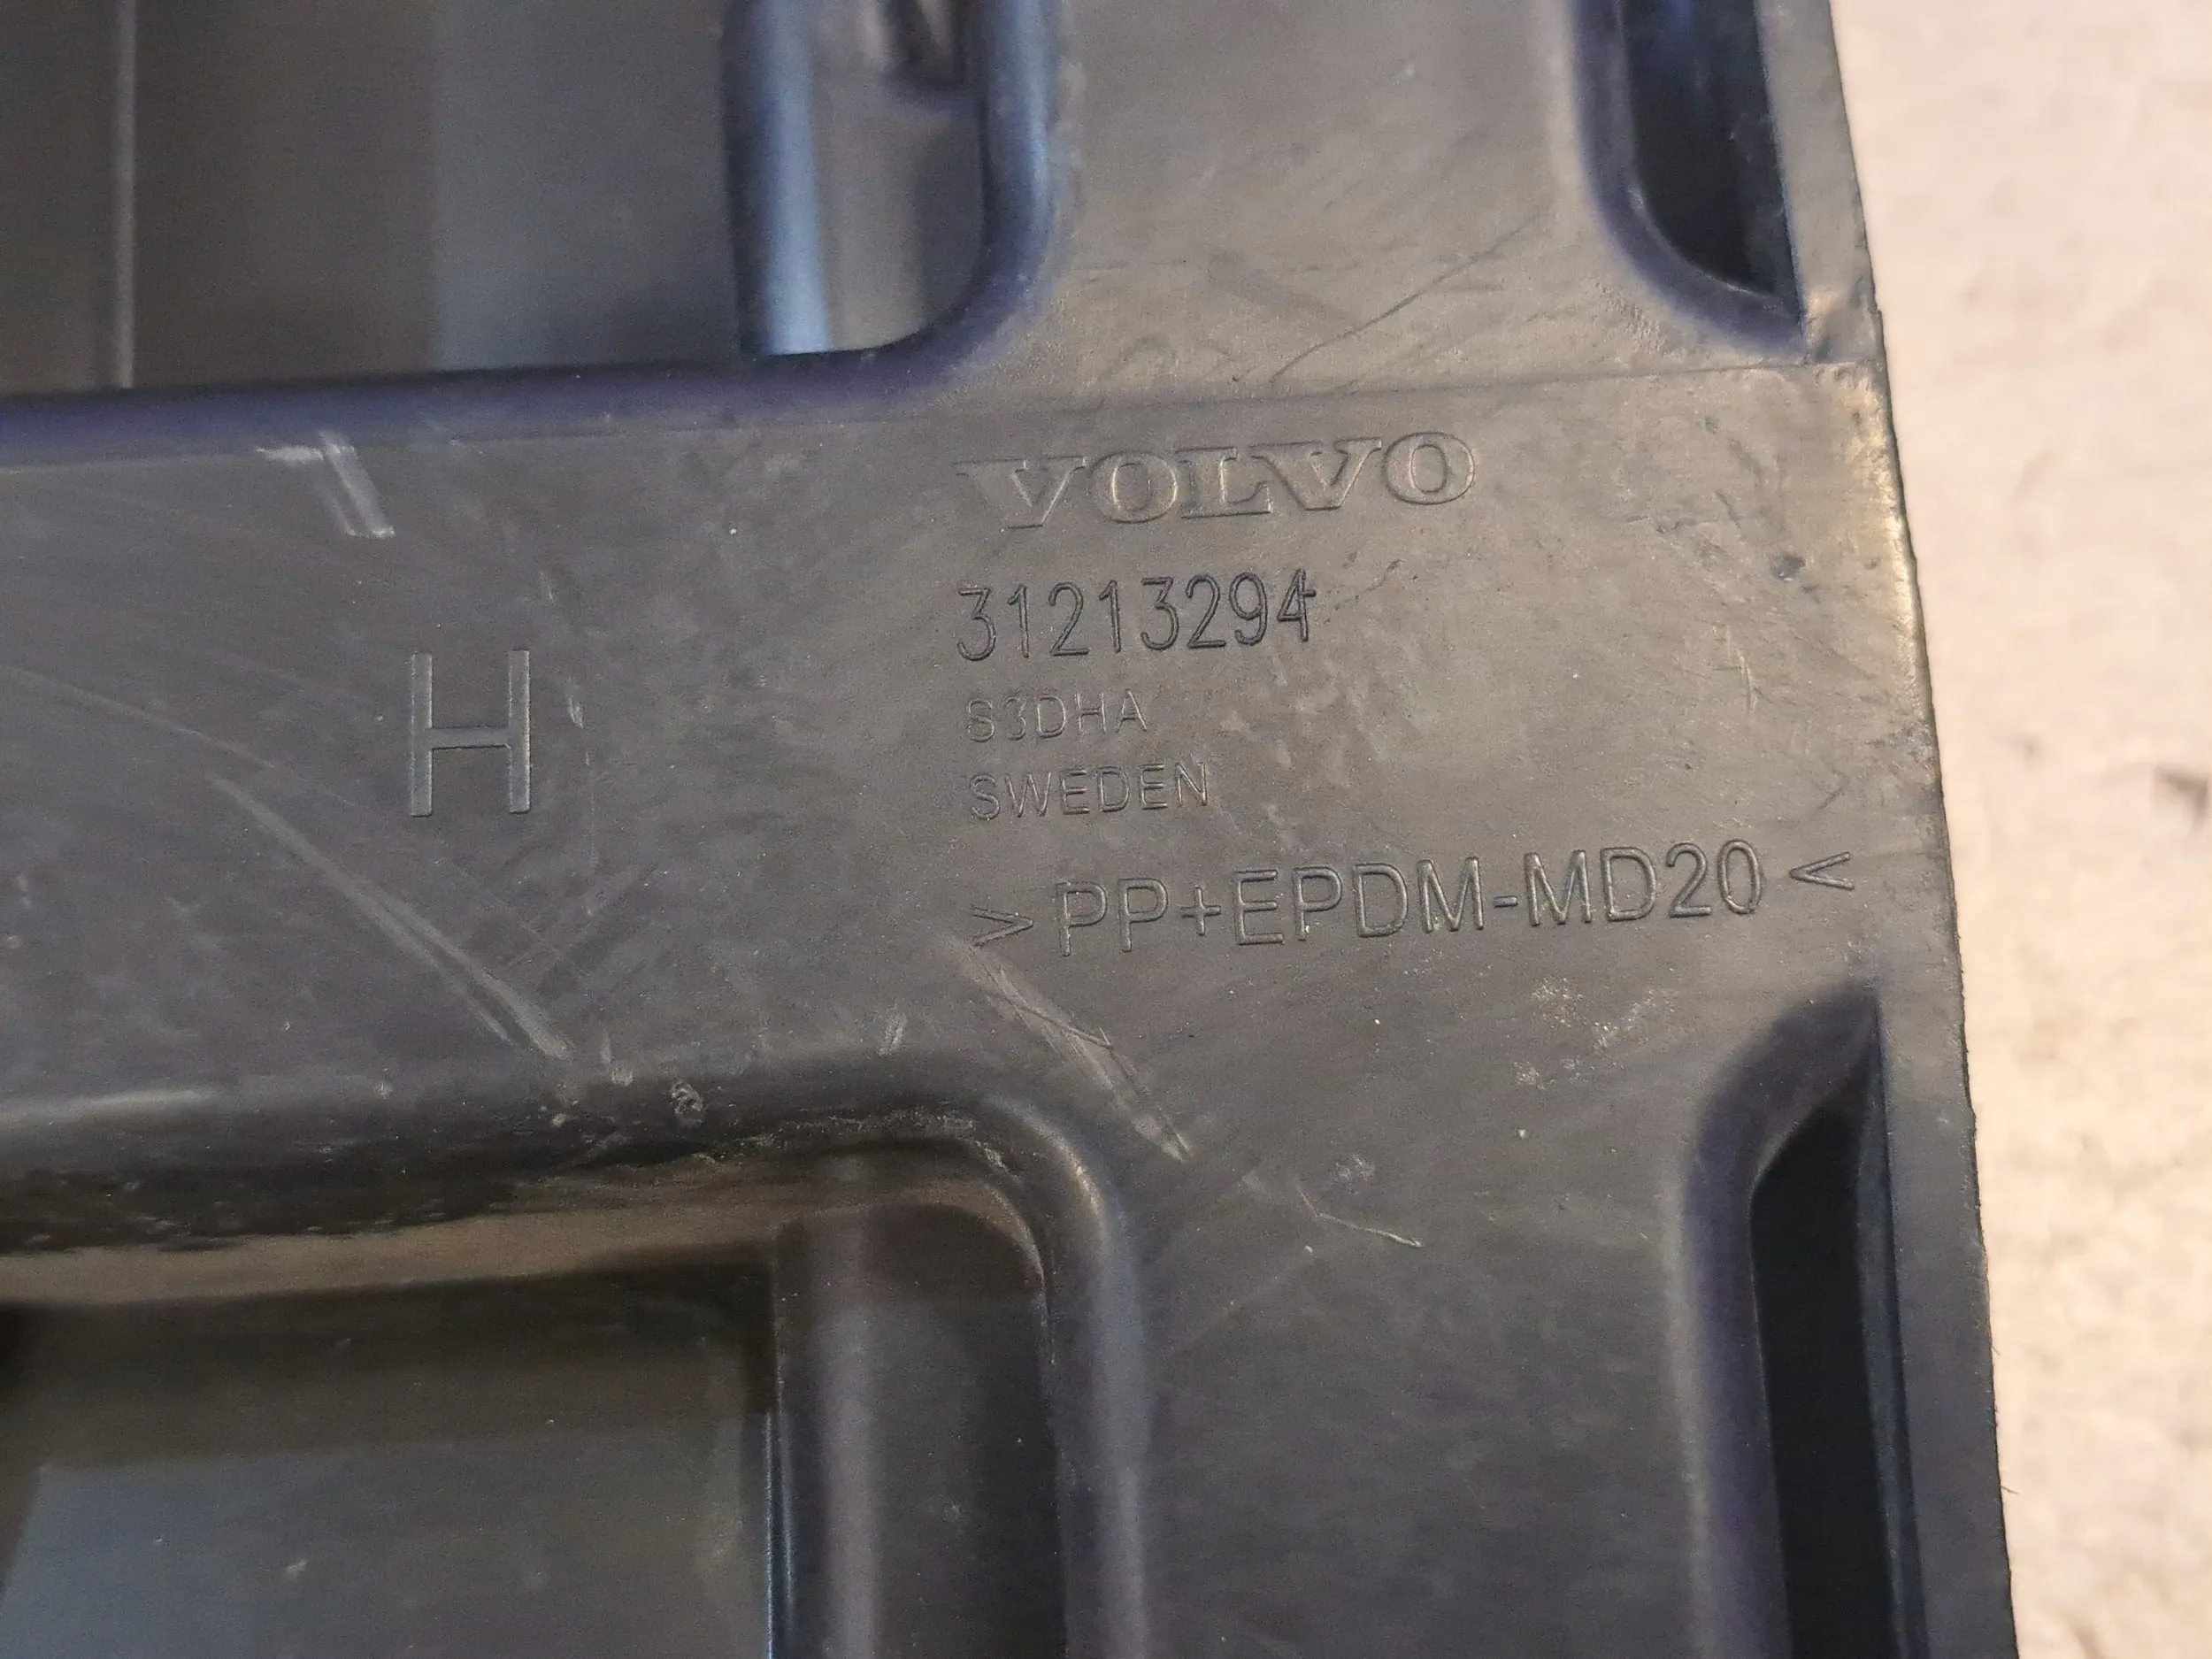 VOLVO
31213294
H
S3DHA
SWEDEN
>PP+EPDM-MD20<